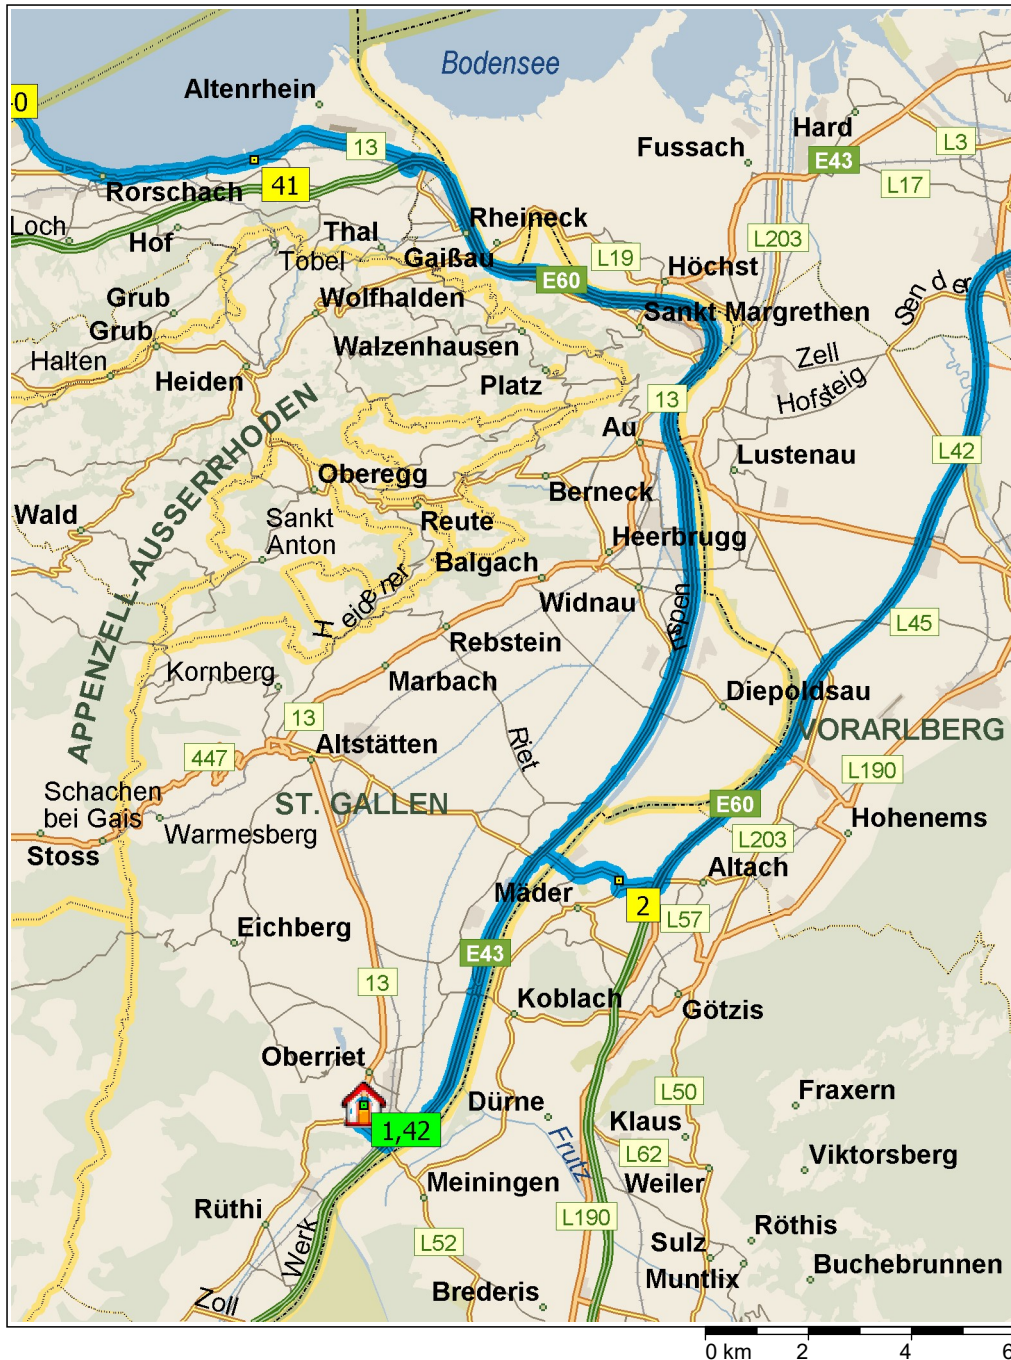 Bodensee
Altenrhein
0
13
Hard
Fussach
L3
E43
L17
Rorschach
41
Loch
Hof
Thal
Rheineck
L203
Tobel
Gaißau
L19
Höchst
E60
Grub
Wolfhalden
Sender
Sankt Margrethen
Grub
Walzenhausen
Zell
Halten
Heiden
Platz
Hofsteig
13
Au
APPENZELL-AUSSERRHODEN
L42
Lustenau
Oberegg
Berneck
Wald
Sankt
Anton
Reute
Heerbrugg
Balgach
Heidener
Widnau
Eispen
L45
Rebstein
Kornberg
Marbach
Diepoldsau
13
VORARLBERG
Altstätten
Riet
447
L190
Schachen
bei Gais
ST. GALLEN
E60
Warmesberg
L203
Hohenems
Stoss
Altach
Mäder
2
L57
Eichberg
E43
13
Koblach
Götzis
Oberriet
Dürne
L50
Fraxern
1,42
Klaus
Frutz
L62
Viktorsberg
Meiningen
Weiler
Rüthi
L190
Röthis
Werk
L52
Sulz
Buchebrunnen
Muntlix
Zoll
Brederis
0 km 2 4 6